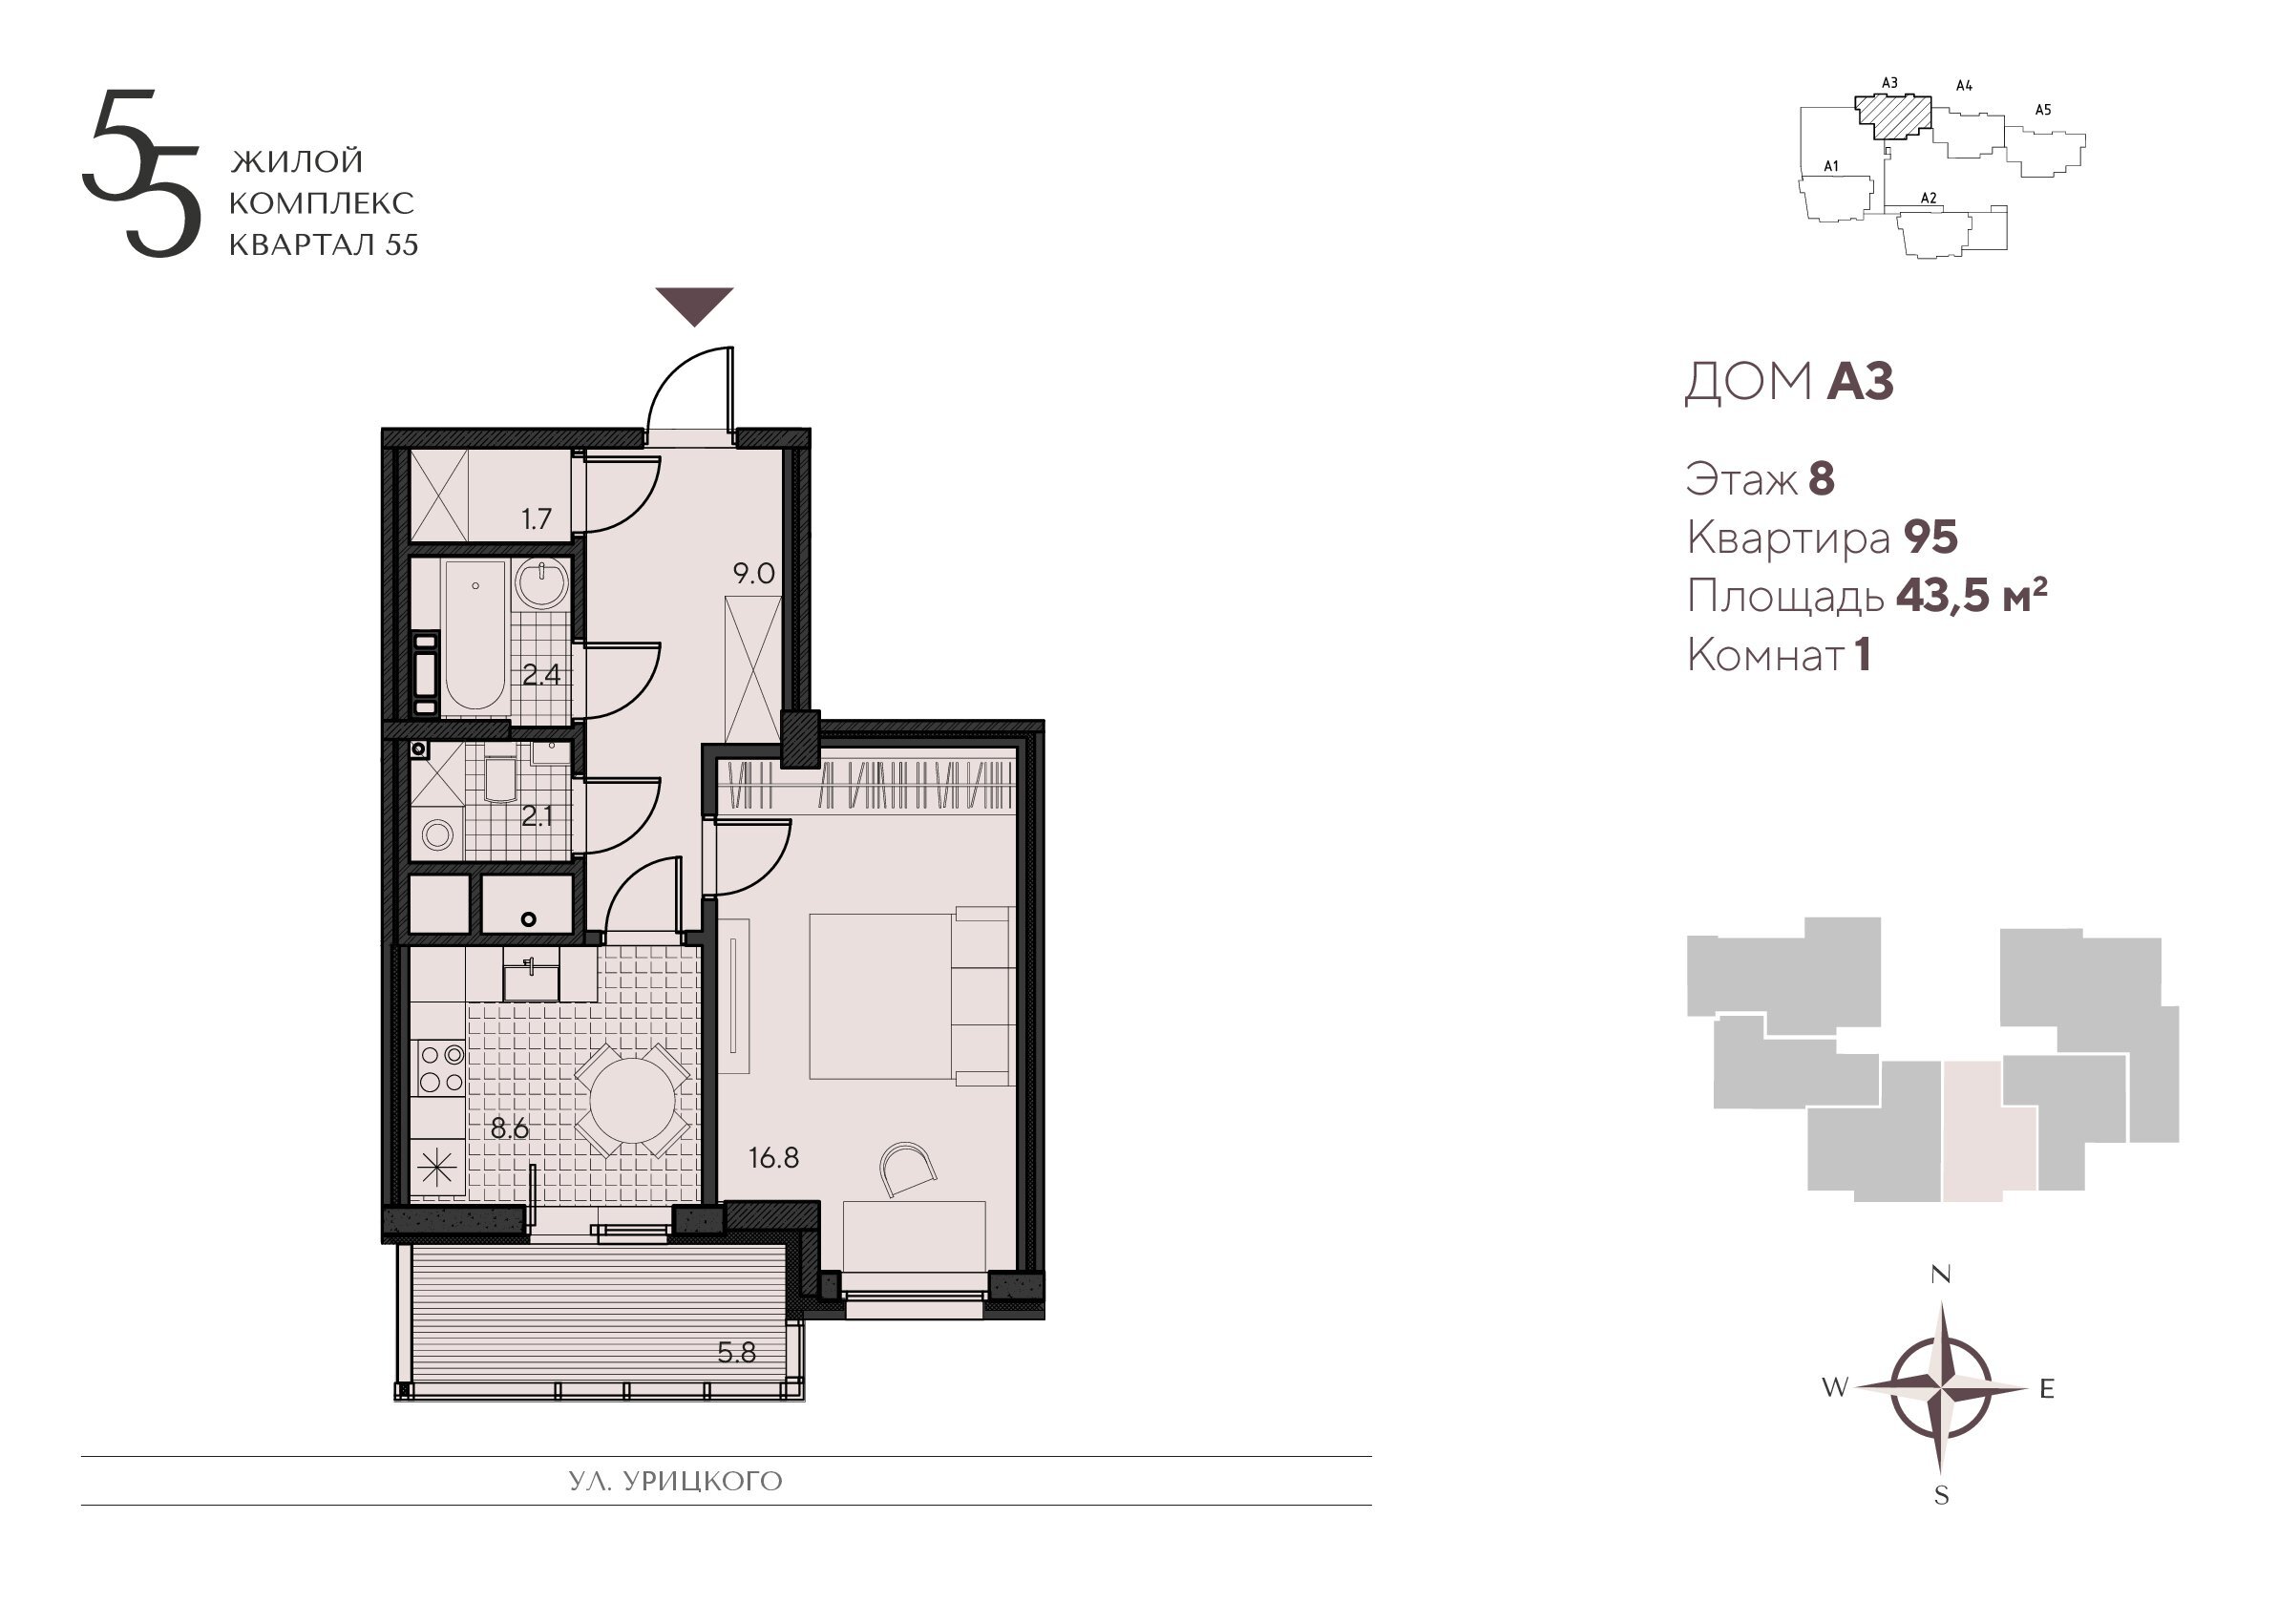 55
ЖИЛОЙ
КОМПЛЕКС
КВАРТАЛ 55
A3
A4
A5
A1
A2
ДОМ А3
Этаж 8
Квартира 95
Площадь 43,5 м²
Комнат 1
1.7
9.0
2.4
2.1
8.6
16.8
5.8
N
W
E
S
УЛ. УРИЦКОГО